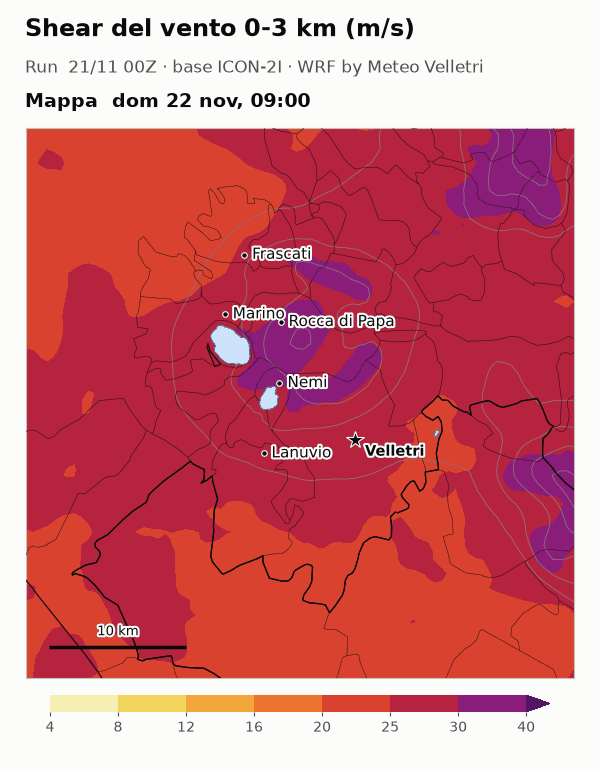 Shear del vento 0-3 km (m/s)
Run  21/11 00Z · base ICON-2I · WRF by Meteo Velletri
Mappa  dom 22 nov, 09:00
Frascati
Marino
Rocca di Papa
Nemi
Velletri
Lanuvio
10 km
4 8 12 16 20 25 30 40